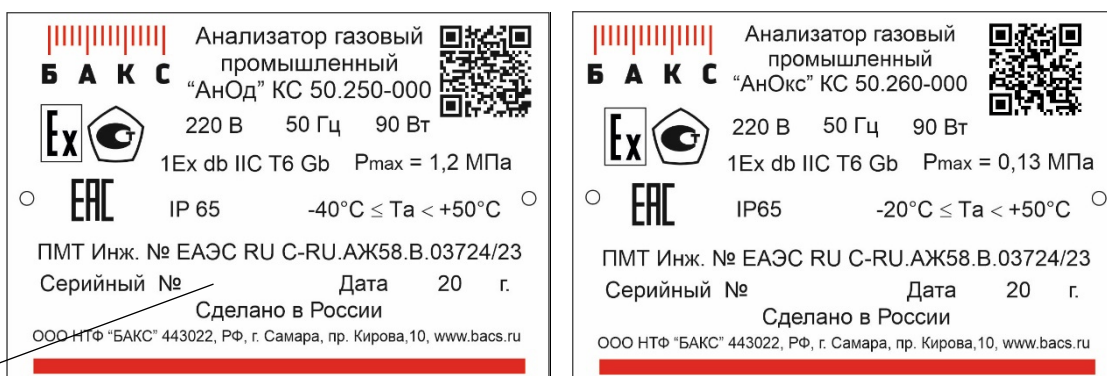 БАКС
Анализатор газовый
промышленный
“АнОд” КС 50.250-000
Ex
Ст
220 В 50 Гц 90 Вт
1Ex db IIC T6 Gb Pmax = 1,2 МПа
EAC
IP 65 -40°C ≤ Ta < +50°C
ПМТ Инж. № ЕАЭС RU C-RU.АЖ58.В.03724/23
Серийный № Дата 20 г.
Сделано в России
ООО НТФ “БАКС” 443022, РФ, г. Самара, пр. Кирова,10, www.bacs.ru
БАКС
Анализатор газовый
промышленный
“АнОкс” КС 50.260-000
Ex
Ст
220 В 50 Гц 90 Вт
1Ex db IIC T6 Gb Pmax = 0,13 МПа
EAC
IP65 -20°C ≤ Ta < +50°C
ПМТ Инж. № ЕАЭС RU C-RU.АЖ58.В.03724/23
Серийный № Дата 20 г.
Сделано в России
ООО НТФ “БАКС” 443022, РФ, г. Самара, пр. Кирова,10, www.bacs.ru